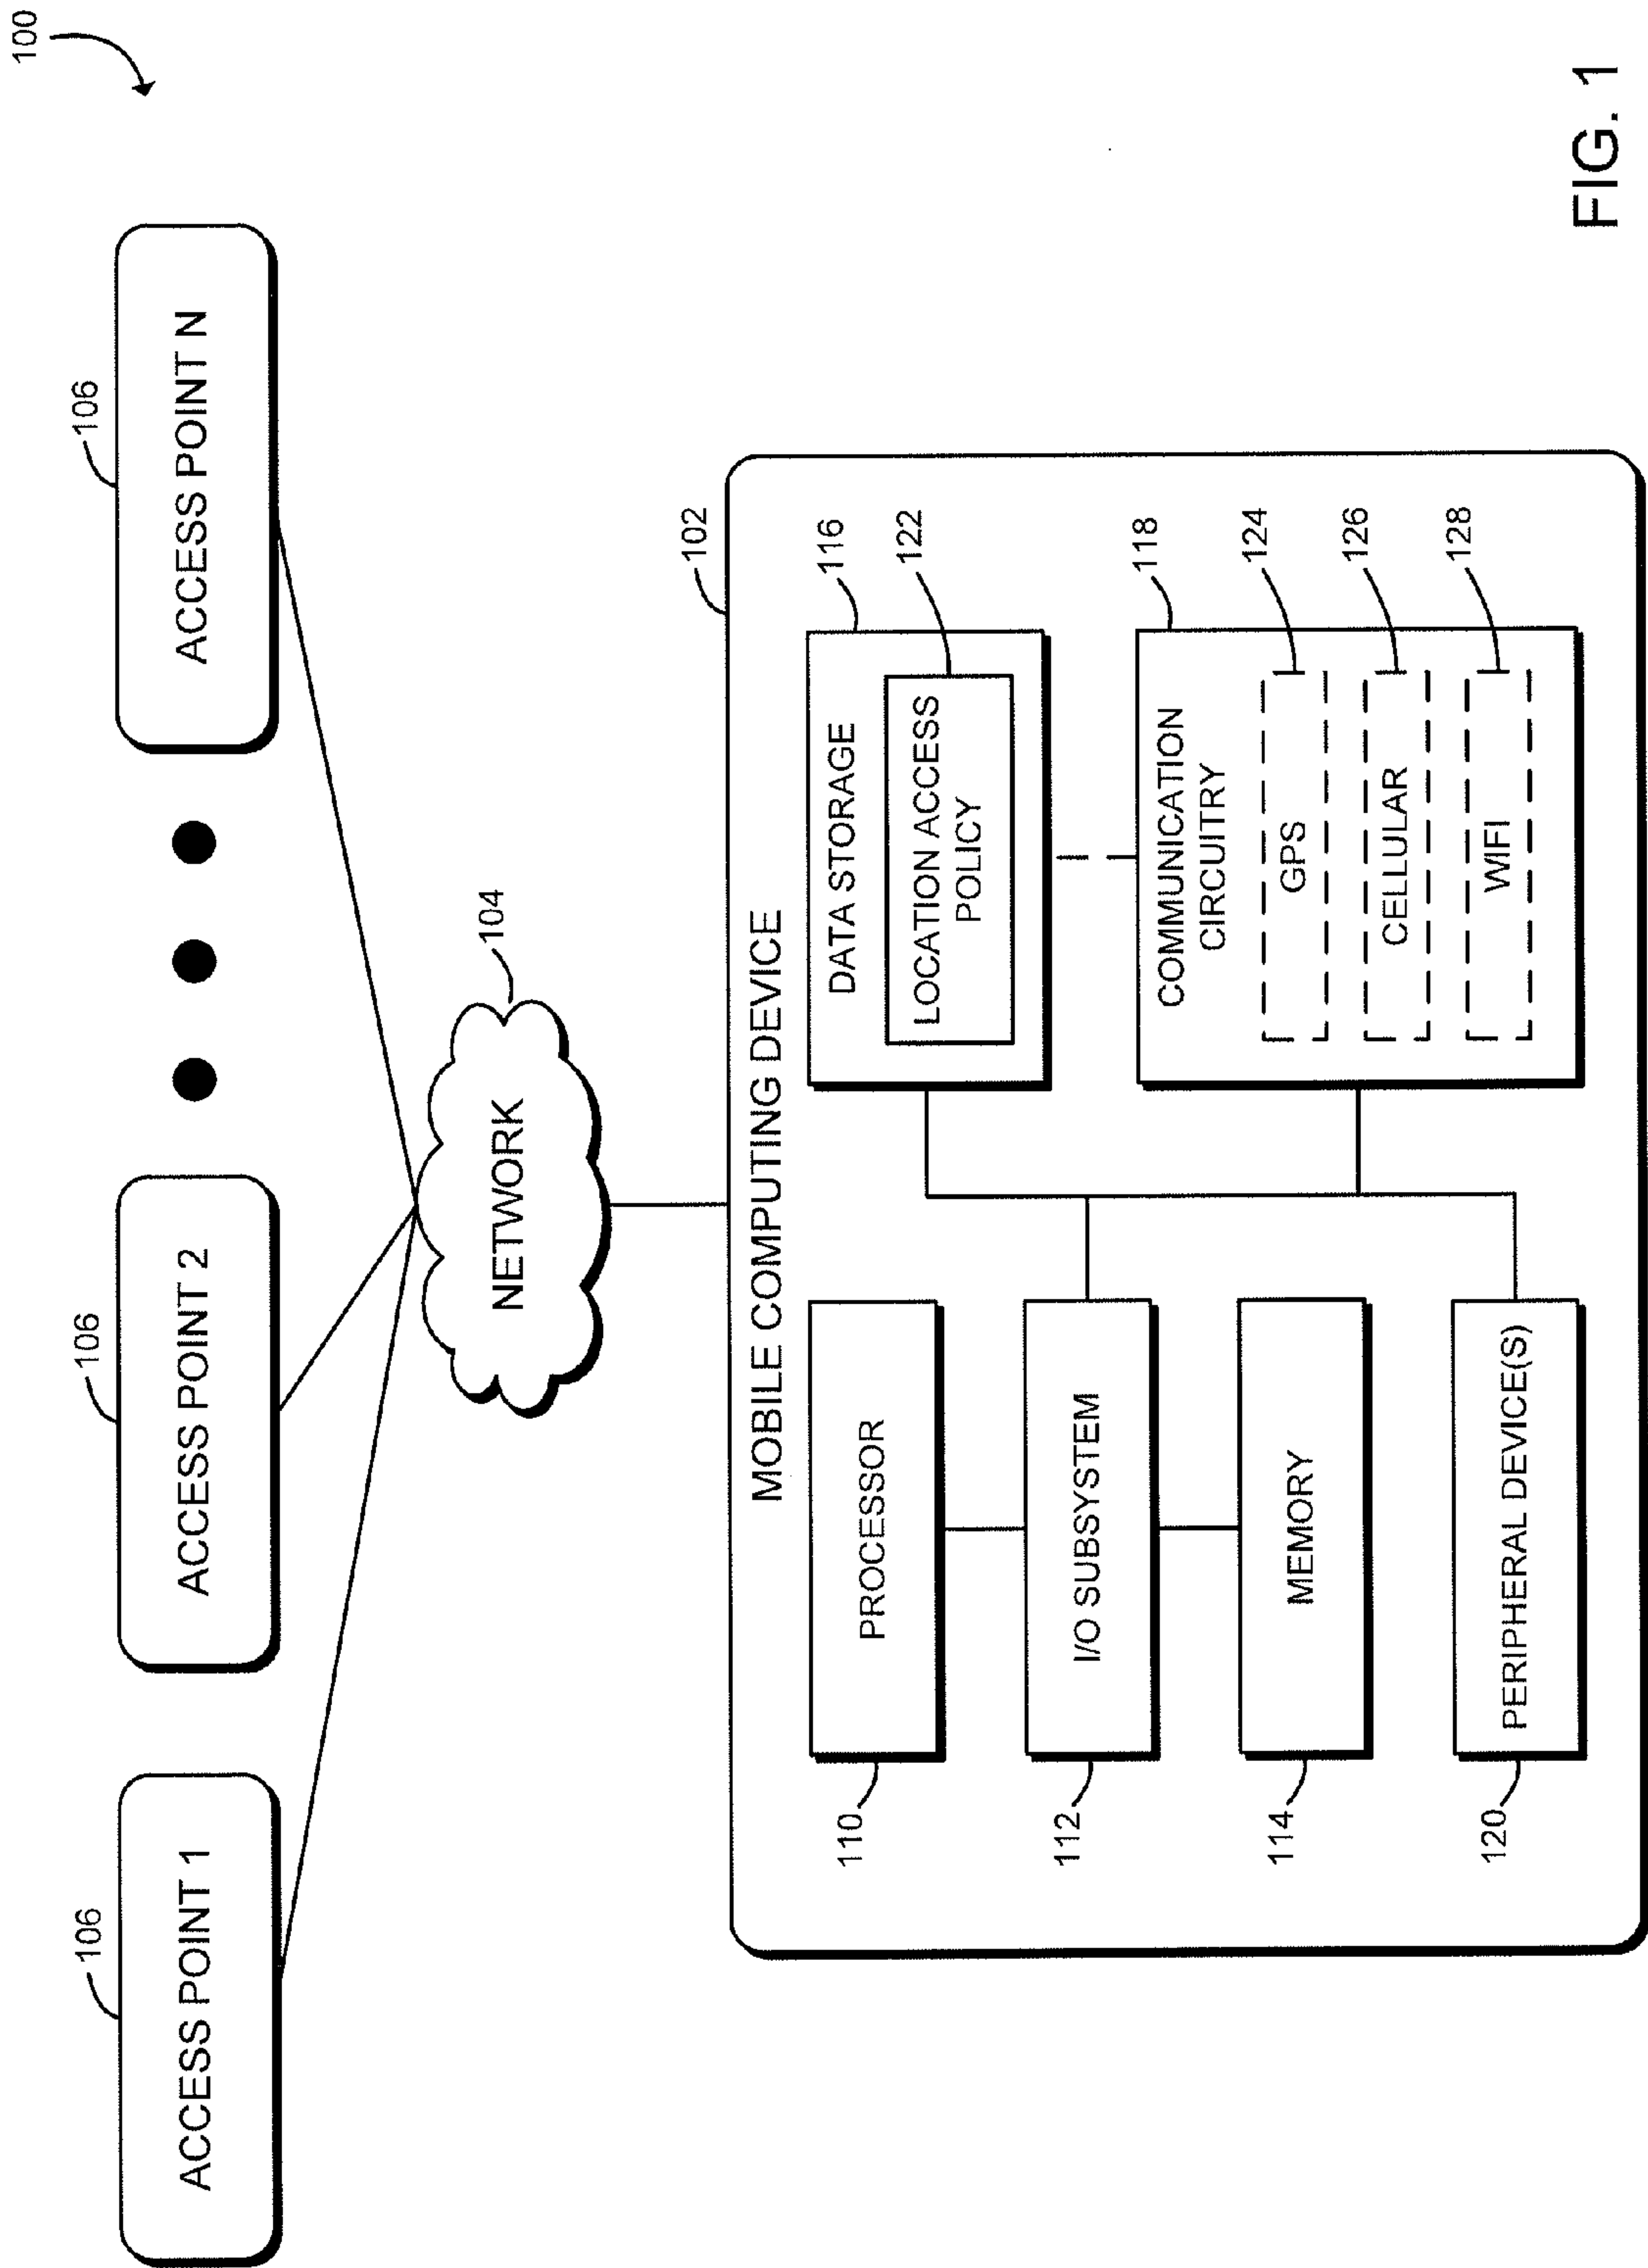 100
106
106
106
ACCESS POINT 1
ACCESS POINT 2
ACCESS POINT N
104
NETWORK
102
MOBILE COMPUTING DEVICE
110
PROCESSOR
112
I/O SUBSYSTEM
114
MEMORY
120
PERIPHERAL DEVICE(S)
116
DATA STORAGE
122
LOCATION ACCESS
POLICY
118
COMMUNICATION
CIRCUITRY
124
GPS
126
CELLULAR
128
WIFI
FIG. 1